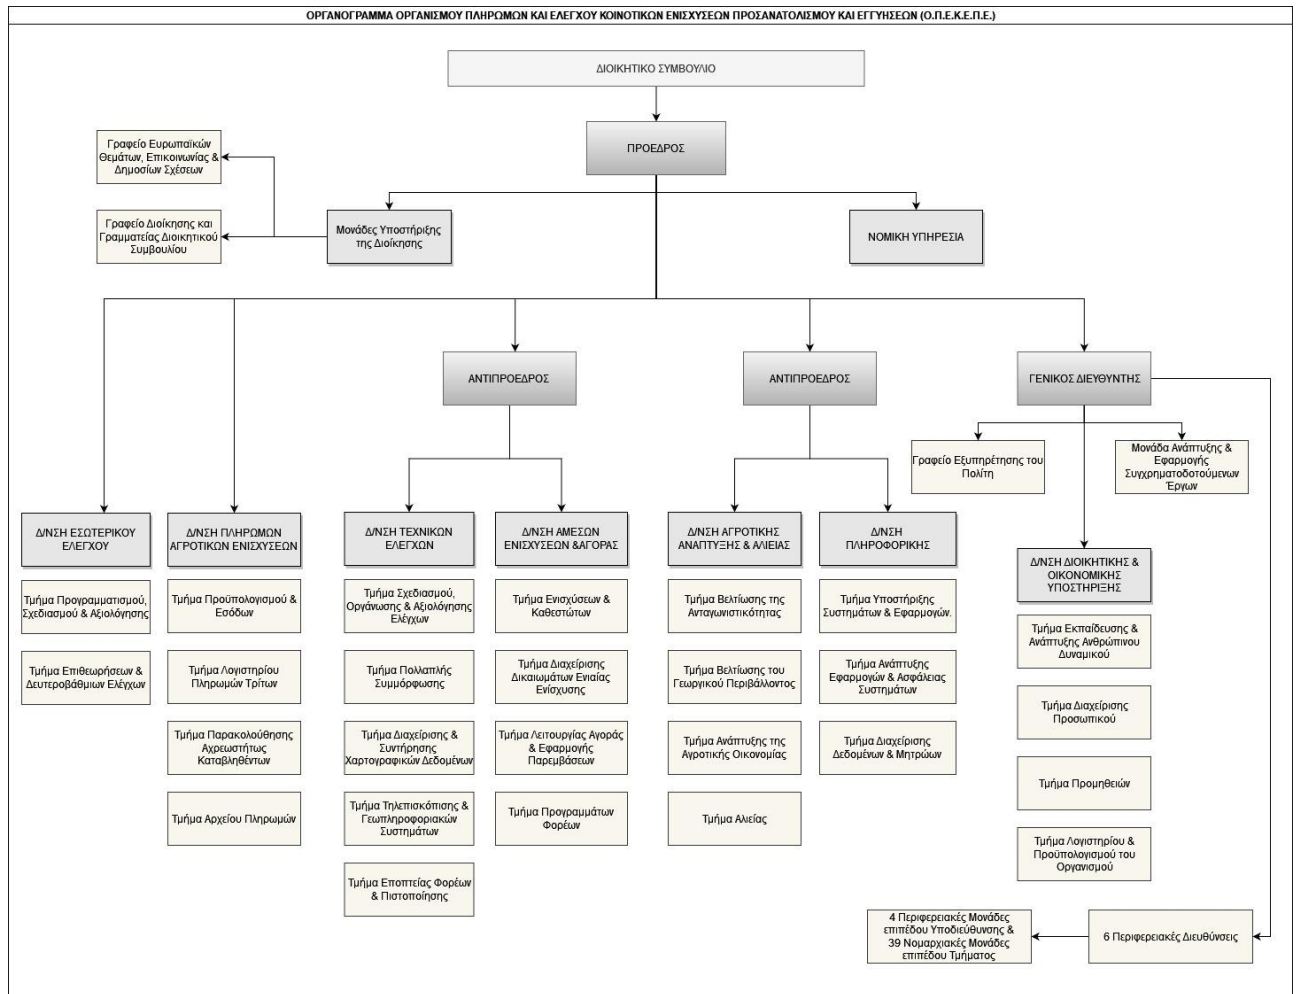 ΟΡΓΑΝΟΓΡΑΜΜΑ ΟΡΓΑΝΙΣΜΟΥ ΠΛΗΡΩΜΩΝ ΚΑΙ ΕΛΕΓΧΟΥ ΚΟΙΝΟΤΙΚΩΝ ΕΝΙΣΧΥΣΕΩΝ ΠΡΟΣΑΝΑΤΟΛΙΣΜΟΥ ΚΑΙ ΕΓΓΥΗΣΕΩΝ (Ο.Π.Ε.Κ.Ε.Π.Ε.)
ΔΙΟΙΚΗΤΙΚΟ ΣΥΜΒΟΥΛΙΟ
ΠΡΟΕΔΡΟΣ
Γραφείο Ευρωπαϊκών
Θεμάτων, Επικοινωνίας &
Δημοσίων Σχέσεων
Γραφείο Διοίκησης και
Γραμματείας Διοικητικού
Συμβουλίου
Μονάδες Υποστήριξης
της Διοίκησης
ΝΟΜΙΚΗ ΥΠΗΡΕΣΙΑ
ΑΝΤΙΠΡΟΕΔΡΟΣ
ΑΝΤΙΠΡΟΕΔΡΟΣ
ΓΕΝΙΚΟΣ ΔΙΕΥΘΥΝΤΗΣ
Γραφείο Εξυπηρέτησης του
Πολίτη
Μονάδα Ανάπτυξης &
Εφαρμογής
Συγχρηματοδοτούμενων
Έργων
Δ/ΝΣΗ ΕΣΩΤΕΡΙΚΟΥ
ΕΛΕΓΧΟΥ
Τμήμα Προγραμματισμού,
Σχεδιασμού & Αξιολόγησης
Τμήμα Επιθεωρήσεων &
Δευτεροβάθμιων Ελέγχων
Δ/ΝΣΗ ΠΛΗΡΩΜΩΝ
ΑΓΡΟΤΙΚΩΝ ΕΝΙΣΧΥΣΕΩΝ
Τμήμα Προϋπολογισμού &
Εσόδων
Τμήμα Λογιστηρίου
Πληρωμών Τρίτων
Τμήμα Παρακολούθησης
Αχρεωστήτως
Καταβληθέντων
Τμήμα Αρχείου Πληρωμών
Δ/ΝΣΗ ΤΕΧΝΙΚΩΝ
ΕΛΕΓΧΩΝ
Τμήμα Σχεδιασμού,
Οργάνωσης & Αξιολόγησης
Ελέγχων
Τμήμα Πολλαπλής
Συμμόρφωσης
Τμήμα Διαχείρισης &
Συντήρησης
Χαρτογραφικών Δεδομένων
Τμήμα Τηλεπισκόπισης &
Γεωπληροφοριακών
Συστημάτων
Τμήμα Εποπτείας Φορέων
& Πιστοποίησης
Δ/ΝΣΗ ΑΜΕΣΩΝ
ΕΝΙΣΧΥΣΕΩΝ &ΑΓΟΡΑΣ
Τμήμα Ενισχύσεων &
Καθεστώτων
Τμήμα Διαχείρισης
Δικαιωμάτων Ενιαίας
Ενίσχυσης
Τμήμα Λειτουργίας Αγοράς
& Εφαρμογής
Παρεμβάσεων
Τμήμα Προγραμμάτων
Φορέων
Δ/ΝΣΗ ΑΓΡΟΤΙΚΗΣ
ΑΝΑΠΤΥΞΗΣ & ΑΛΙΕΙΑΣ
Τμήμα Βελτίωσης της
Ανταγωνιστικότητας
Τμήμα Βελτίωσης του
Γεωργικού Περιβάλλοντος
Τμήμα Ανάπτυξης της
Αγροτικής Οικονομίας
Τμήμα Αλιείας
Δ/ΝΣΗ
ΠΛΗΡΟΦΟΡΙΚΗΣ
Τμήμα Υποστήριξης
Συστημάτων & Εφαρμογών.
Τμήμα Ανάπτυξης
Εφαρμογών & Ασφάλειας
Συστημάτων
Τμήμα Διαχείρισης
Δεδομένων & Μητρώων
Δ/ΝΣΗ ΔΙΟΙΚΗΤΙΚΗΣ &
ΟΙΚΟΝΟΜΙΚΗΣ
ΥΠΟΣΤΗΡΙΞΗΣ
Τμήμα Εκπαίδευσης &
Ανάπτυξης Ανθρώπινου
Δυναμικού
Τμήμα Διαχείρισης
Προσωπικού
Τμήμα Προμηθειών
Τμήμα Λογιστηρίου &
Προϋπολογισμού του
Οργανισμού
4 Περιφερειακές Μονάδες
επιπέδου Υποδιεύθυνσης &
39 Νομαρχιακές Μονάδες
επιπέδου Τμήματος
6 Περιφερειακές Διευθύνσεις